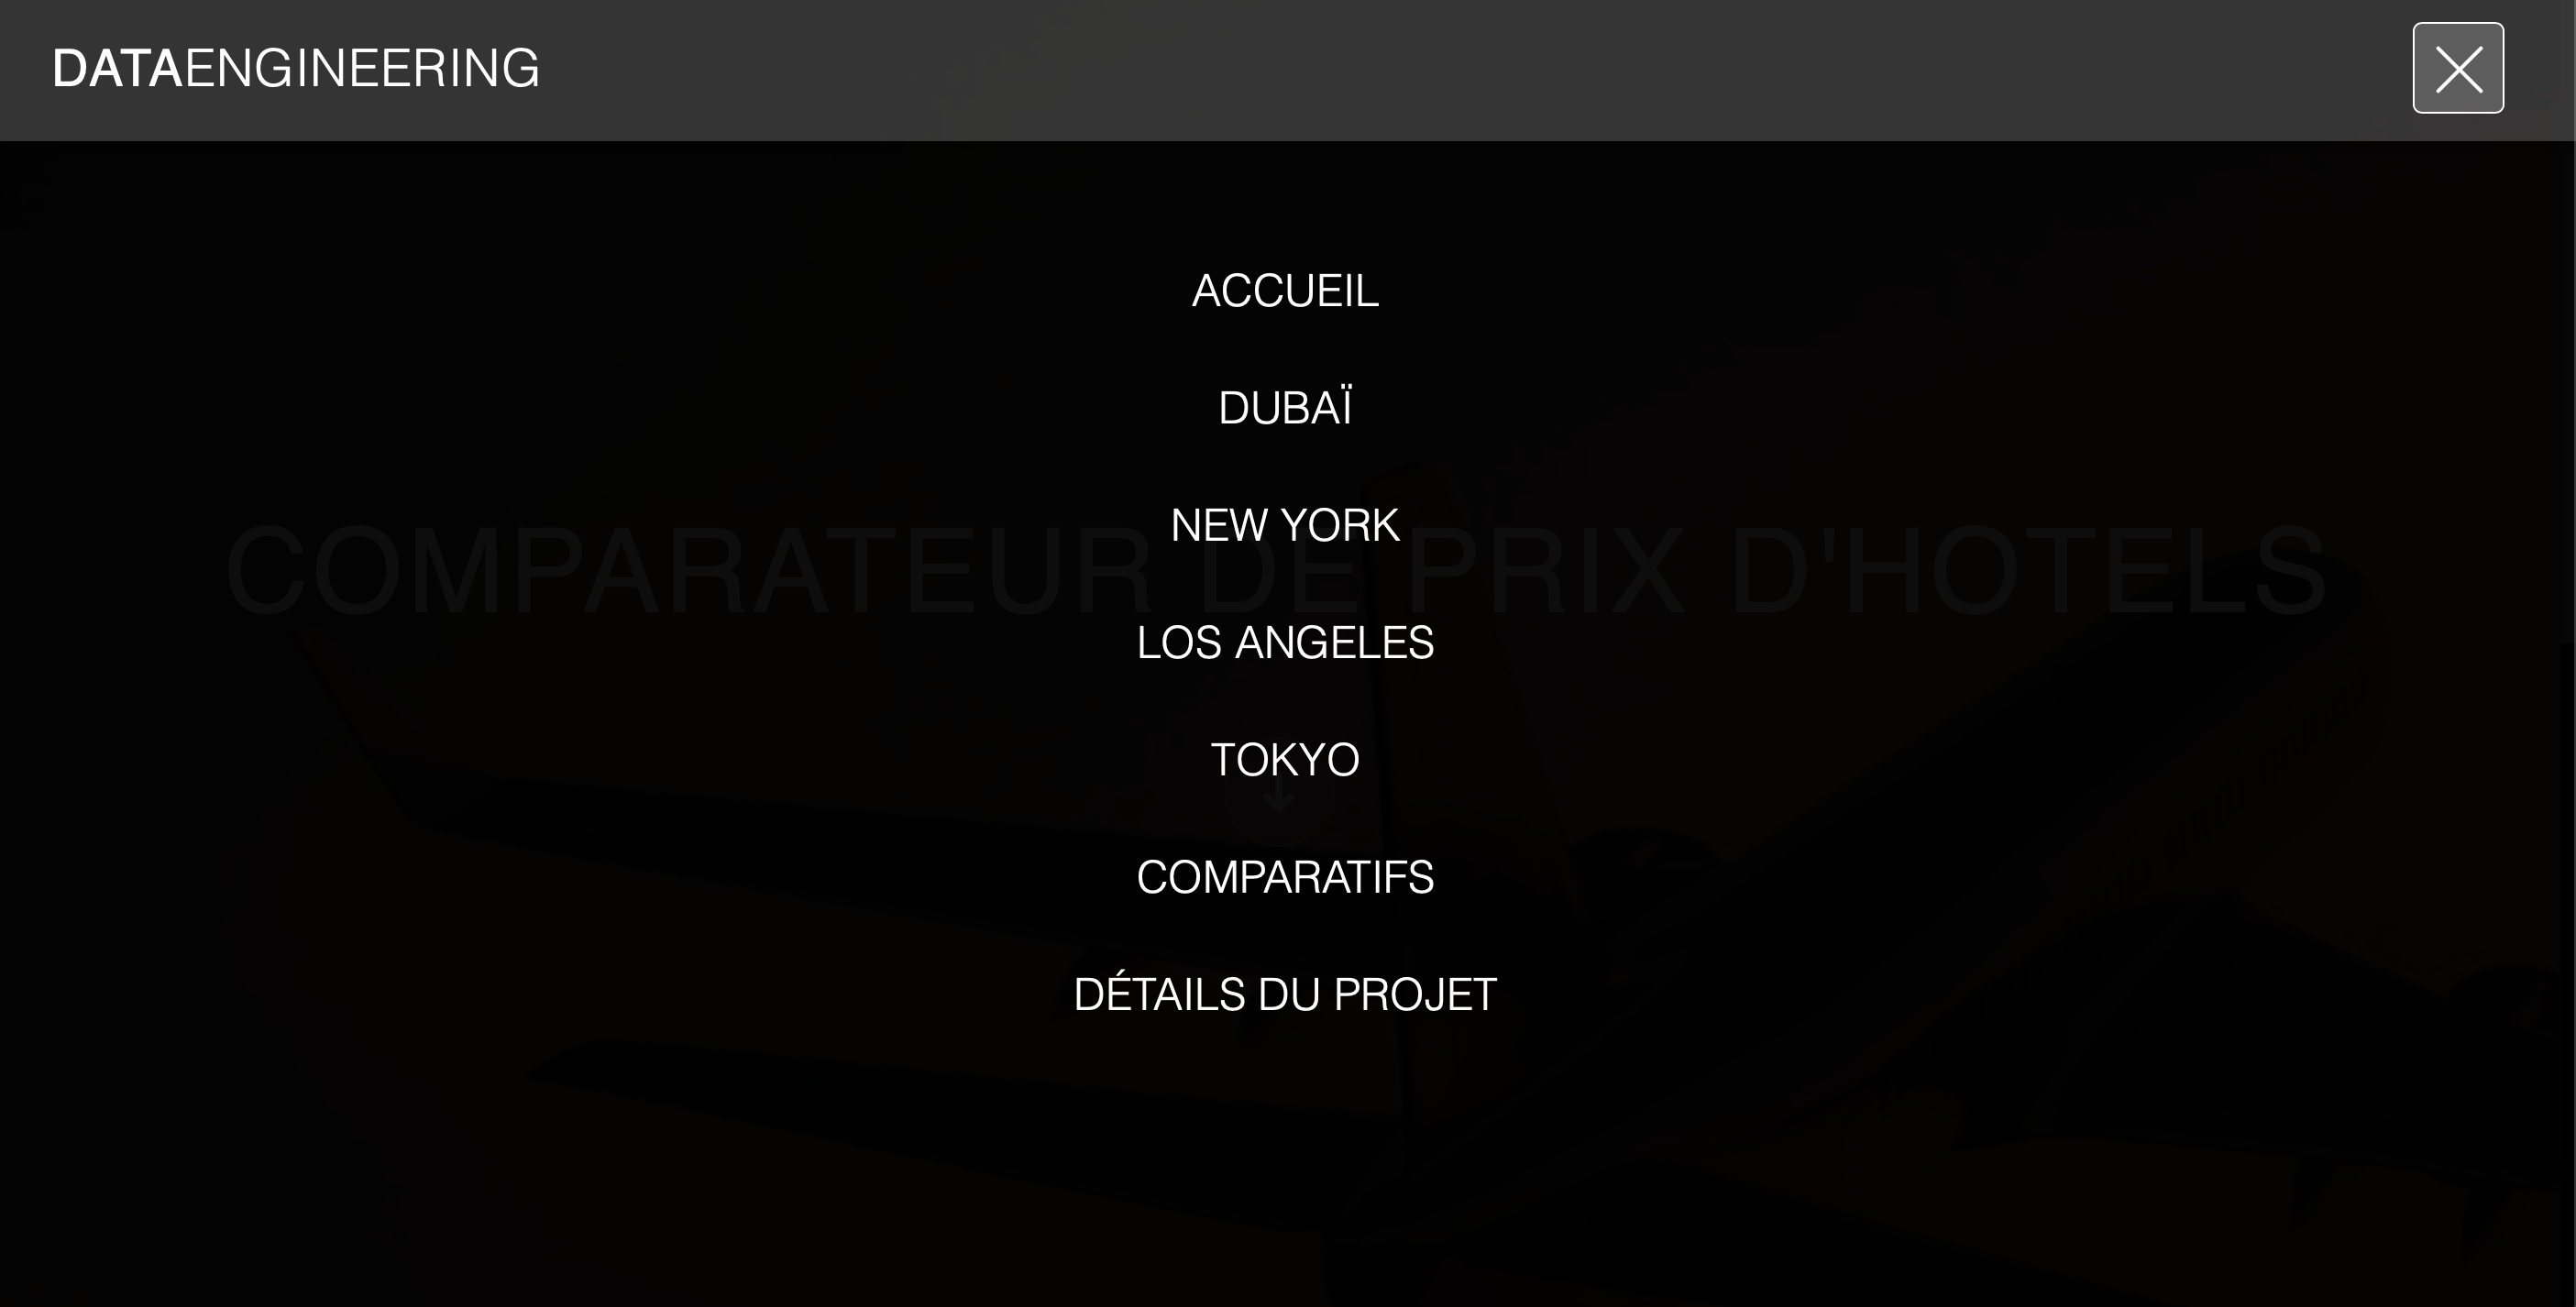 DATAENGINEERING
ACCUEIL
DUBAÏ
NEW YORK
COMPARATEUR DE PRIX D'HOTELS
LOS ANGELES
TOKYO
COMPARATIFS
DÉTAILS DU PROJET